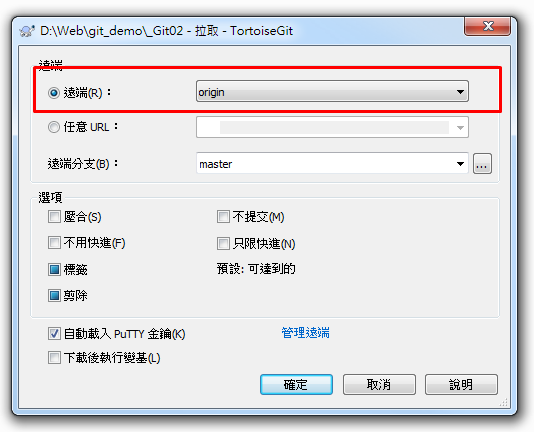 D:\Web\git_demo\_Git02 - 拉取 - TortoiseGit
遠端
遠端(R)： origin
任意 URL：
遠端分支(B)： master ...
選項
壓合(S) 不提交(M)
不用快進(F) 只限快進(N)
標籤 預設: 可達到的
剪除
自動載入 PuTTY 金鑰(K) 管理遠端
下載後執行變基(L)
確定 取消 說明